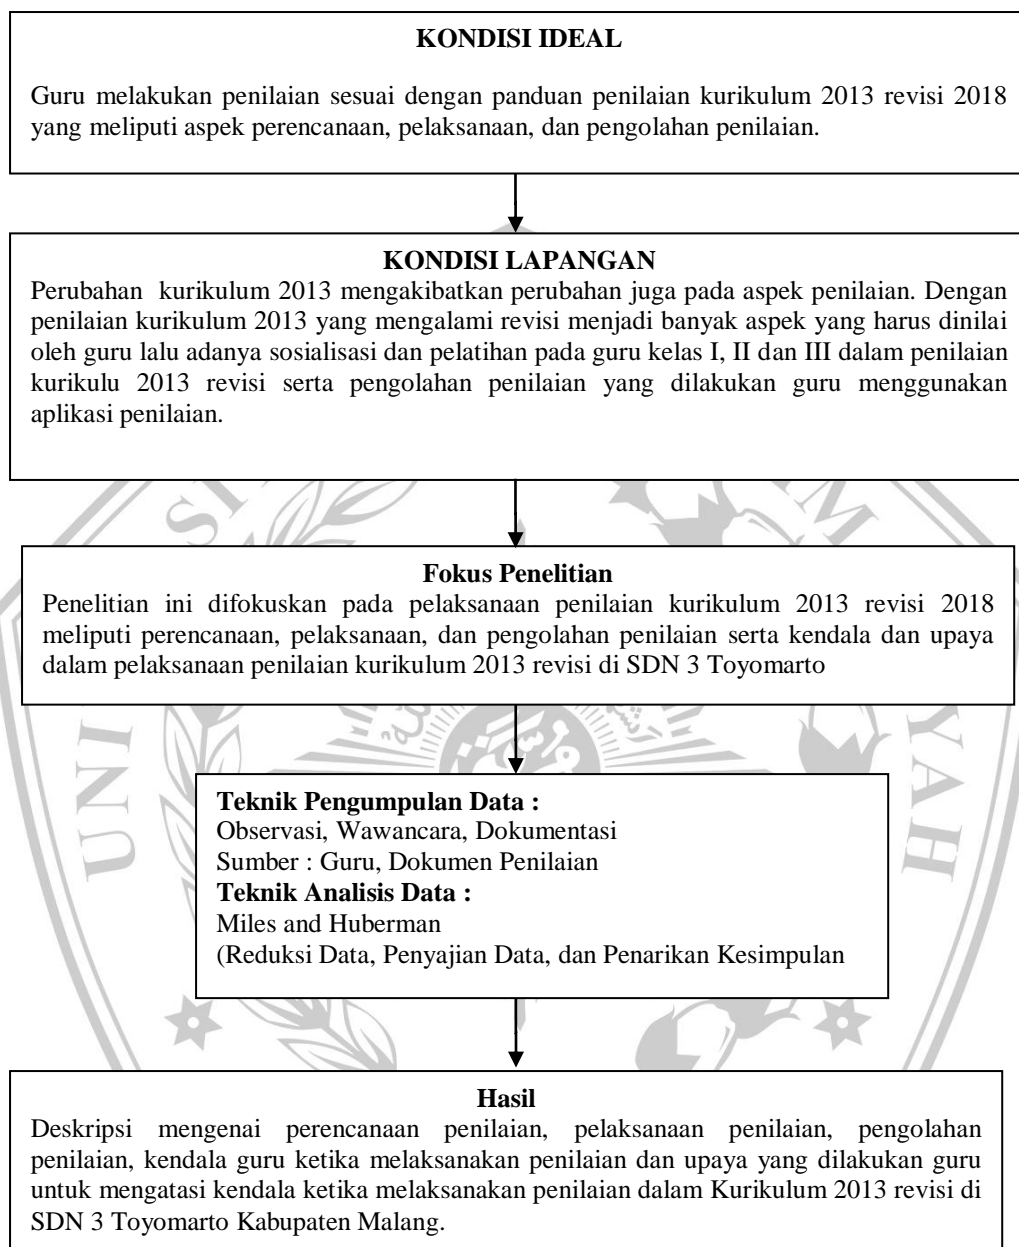 KONDISI IDEAL
Guru melakukan penilaian sesuai dengan panduan penilaian kurikulum 2013 revisi 2018
yang meliputi aspek perencanaan, pelaksanaan, dan pengolahan penilaian.
KONDISI LAPANGAN
Perubahan kurikulum 2013 mengakibatkan perubahan juga pada aspek penilaian. Dengan
penilaian kurikulum 2013 yang mengalami revisi menjadi banyak aspek yang harus dinilai
oleh guru lalu adanya sosialisasi dan pelatihan pada guru kelas I, II dan III dalam penilaian
kurikulu 2013 revisi serta pengolahan penilaian yang dilakukan guru menggunakan
aplikasi penilaian.
Fokus Penelitian
Penelitian ini difokuskan pada pelaksanaan penilaian kurikulum 2013 revisi 2018
meliputi perencanaan, pelaksanaan, dan pengolahan penilaian serta kendala dan upaya
dalam pelaksanaan penilaian kurikulum 2013 revisi di SDN 3 Toyomarto
Teknik Pengumpulan Data :
Observasi, Wawancara, Dokumentasi
Sumber : Guru, Dokumen Penilaian
Teknik Analisis Data :
Miles and Huberman
(Reduksi Data, Penyajian Data, dan Penarikan Kesimpulan
Hasil
Deskripsi mengenai perencanaan penilaian, pelaksanaan penilaian, pengolahan
penilaian, kendala guru ketika melaksanakan penilaian dan upaya yang dilakukan guru
untuk mengatasi kendala ketika melaksanakan penilaian dalam Kurikulum 2013 revisi di
SDN 3 Toyomarto Kabupaten Malang.